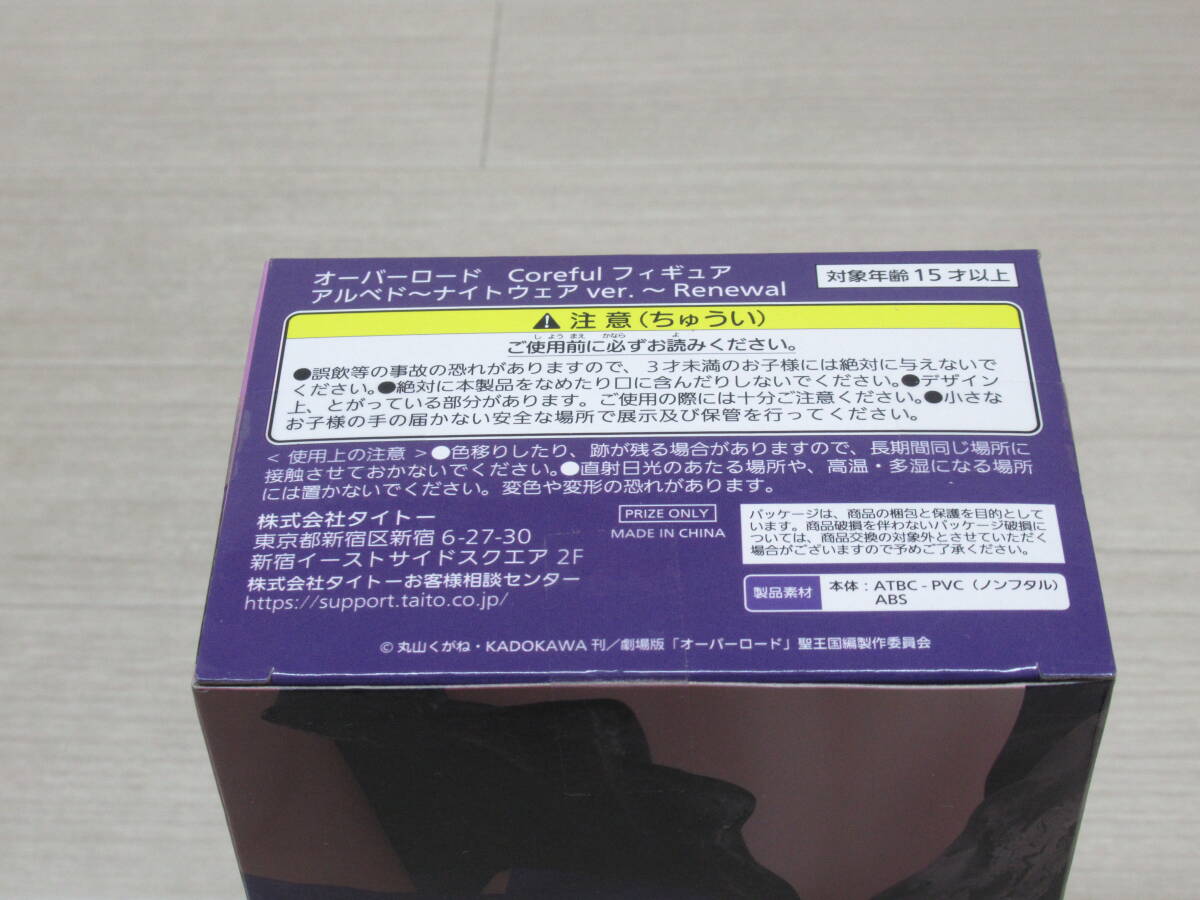 オーバーロード Coreful フィギュア
アルベド～ナイトウェア ver. ～ Renewal
対象年齢 15 才以上
注意(ちゅうい)
しようまえ かなら よ
ご使用前に必ずお読みください。
●誤飲等の事故の恐れがありますので、3才未満のお子様には絶対に与えないで
ください。●絶対に本製品をなめたり口に含んだりしないでください。●デザイン
上、とがっている部分があります。ご使用の際には十分ご注意ください。●小さな
お子様の手の届かない安全な場所で展示及び保管を行ってください。
＜使用上の注意＞●色移りしたり、跡が残る場合がありますので、長期間同じ場所に
接触させておかないでください。●直射日光のあたる場所や、高温・多湿になる場所
には置かないでください。変色や変形の恐れがあります。
株式会社タイトー
東京都新宿区新宿 6-27-30
新宿イーストサイドスクエア 2F
株式会社タイトーお客様相談センター
https://support.taito.co.jp/
PRIZE ONLY
MADE IN CHINA
パッケージは、商品の梱包と保護を目的として
います。商品破損を伴わないパッケージ破損に
ついては、商品交換の対象外とさせていただく
場合がございますので予めご了承ください。
製品素材
本体：ATBC - PVC（ノンフタル）
ABS
© 丸山くがね・KADOKAWA 刊／劇場版「オーバーロード」聖王国編製作委員会